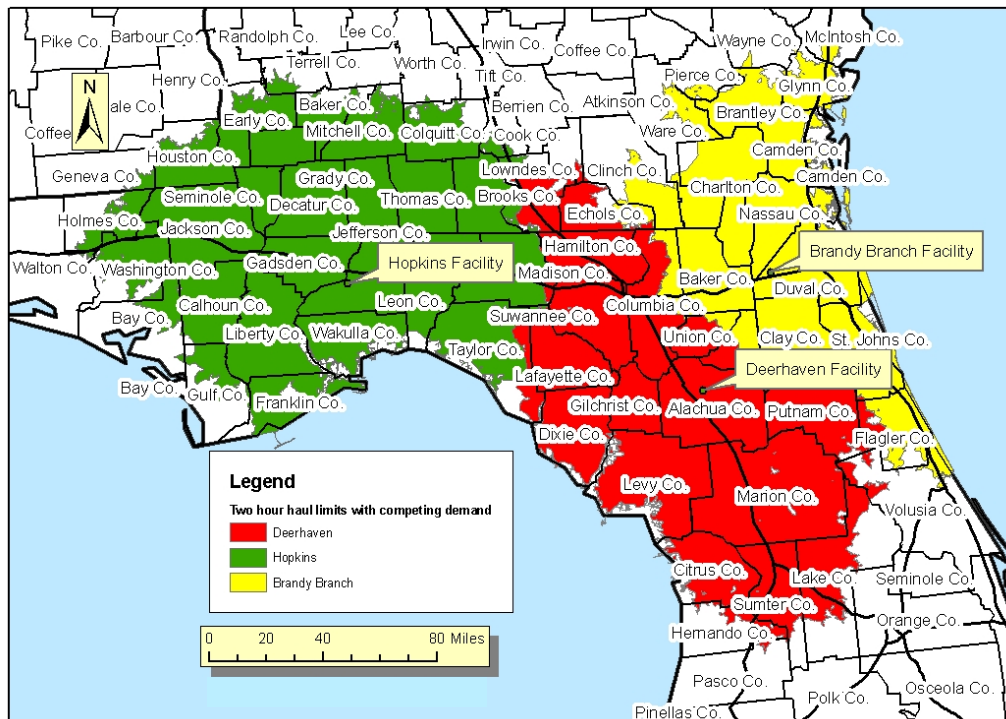 Pike Co.
Barbour Co.
Randolph Co.
Lee Co.
Irwin Co.
Coffee Co.
Wayne Co.
McIntosh Co.
Henry Co.
Terrell Co.
Worth Co.
Tift Co.
Pierce Co.
Glynn Co.
N
ale Co.
Baker Co.
Berrien Co.
Atkinson Co.
Brantley Co.
Coffee
Early Co.
Mitchell Co.
Colquitt Co.
Cook Co.
Ware Co.
Houston Co.
Camden Co.
Geneva Co.
Grady Co.
Lowndes Co.
Clinch Co.
Camden Co.
Seminole Co.
Decatur Co.
Thomas Co.
Brooks Co.
Charlton Co.
Holmes Co.
Jackson Co.
Jefferson Co.
Echols Co.
Nassau Co.
Walton Co.
Washington Co.
Gadsden Co.
Hopkins Facility
Hamilton Co.
Madison Co.
Baker Co.
Brandy Branch Facility
Duval Co.
Bay Co.
Calhoun Co.
Leon Co.
Columbia Co.
Liberty Co.
Wakulla Co.
Suwannee Co.
Union Co.
Clay Co.
St. Johns Co.
Bay Co.
Gulf Co.
Franklin Co.
Taylor Co.
Lafayette Co.
Deerhaven Facility
Gilchrist Co.
Alachua Co.
Putnam Co.
Dixie Co.
Flagler Co.
Levy Co.
Marion Co.
Volusia Co.
Citrus Co.
Lake Co.
Seminole Co.
Sumter Co.
Orange Co.
Hernando Co.
Pasco Co.
Polk Co.
Osceola Co.
Pinellas Co.
Legend
Two hour haul limits with competing demand
Deerhaven
Hopkins
Brandy Branch
0 20 40 80 Miles